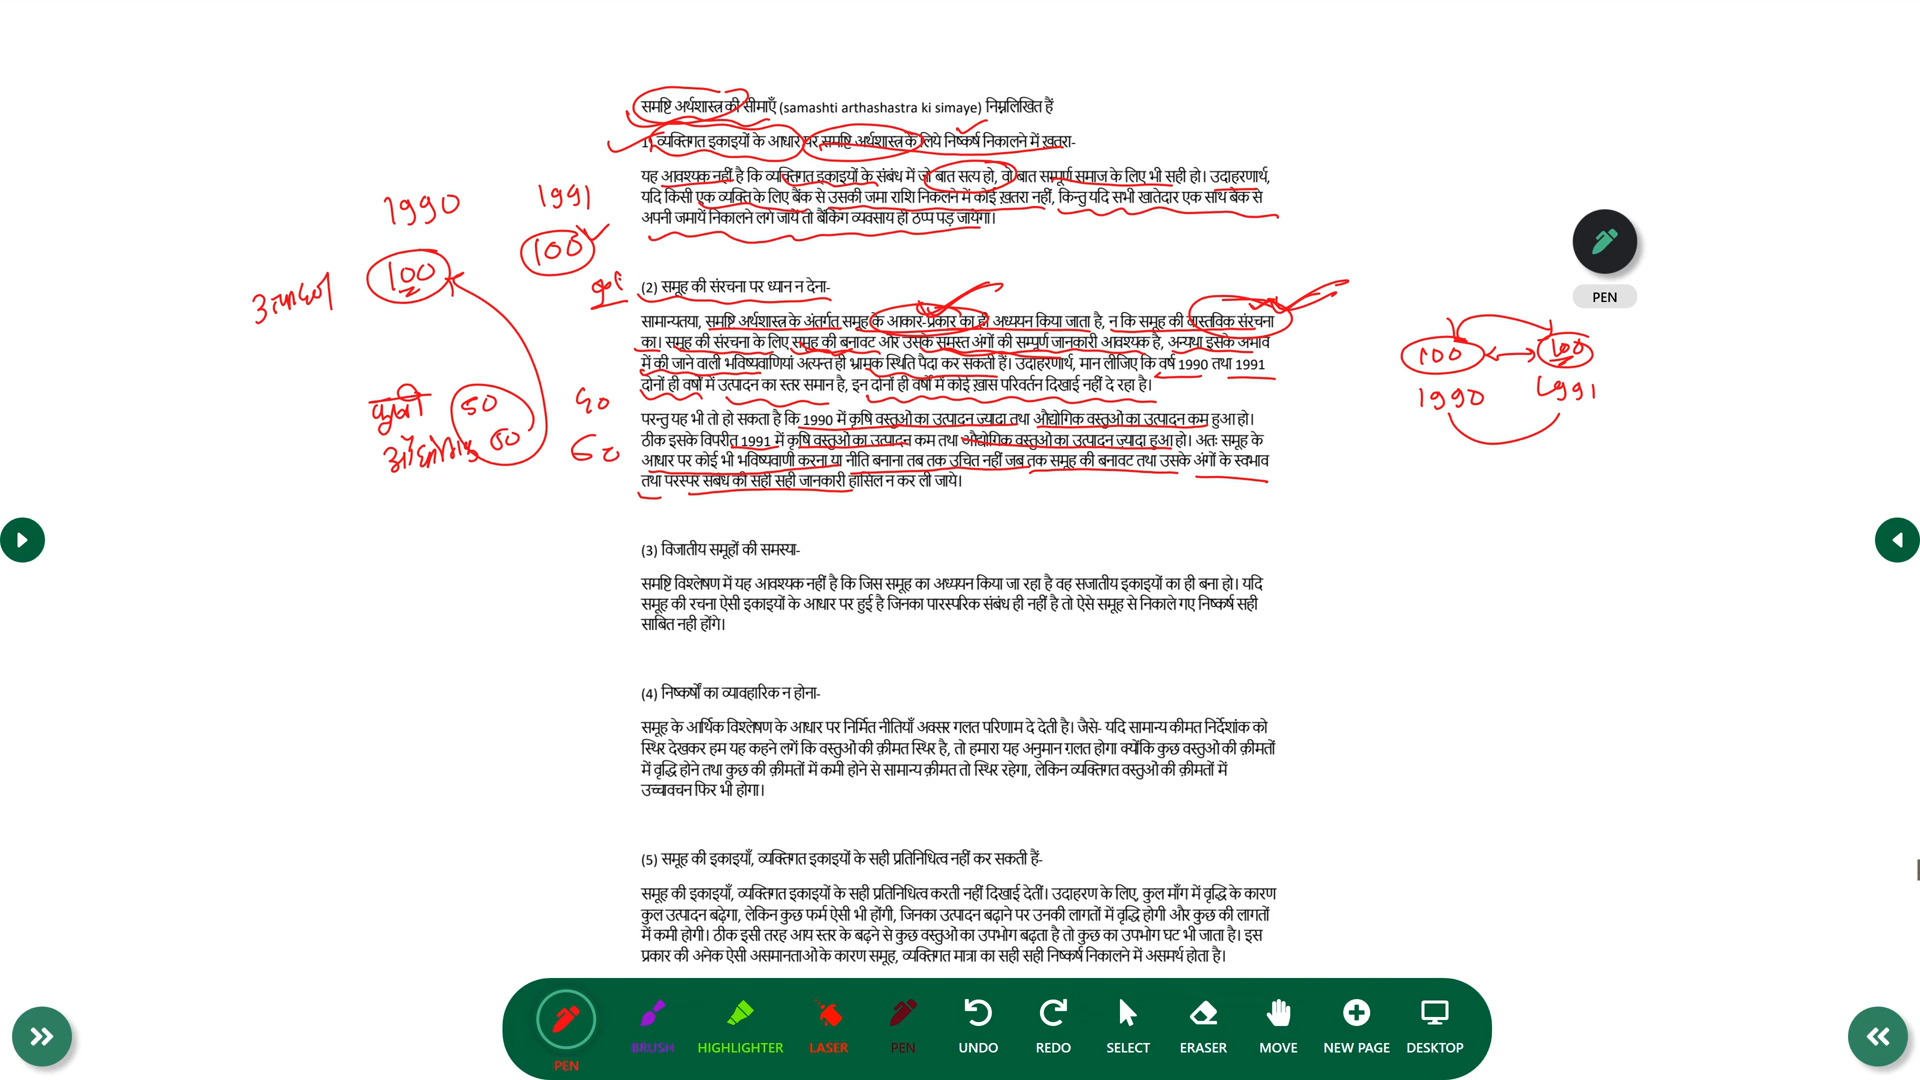 समष्टि अर्थशास्त्र की सीमाएँ (samashti arthashastra ki simaye) निम्नलिखित हैं
1) व्यक्तिगत इकाइयों के आधार पर समष्टि अर्थशास्त्र के लिये निष्कर्ष निकालने में ख़तरा-
यह आवश्यक नहीं है कि व्यक्तिगत इकाइयों के संबंध में जो बात सत्य हो, वो बात सम्पूर्ण समाज के लिए भी सही हो। उदाहरणार्थ,
यदि किसी एक व्यक्ति के लिए बैंक से उसकी जमा राशि निकलने में कोई ख़तरा नहीं, किन्तु यदि सभी खातेदार एक साथ बैंक से
अपनी जमायें निकालने लगे जायें तो बैंकिंग व्यवसाय ही ठप्प पड़ जायेगा।
1990
1991
100
100
उत्पादन
(2) समूह की संरचना पर ध्यान न देना-
सामान्यतया, समष्टि अर्थशास्त्र के अंतर्गत समूह के आकार-प्रकार का ही अध्ययन किया जाता है, न कि समूह की वास्तविक संरचना
का। समूह की संरचना के लिए समूह की बनावट और उसके समस्त अंगों की सम्पूर्ण जानकारी आवश्यक है, अन्यथा इसके अभाव
में की जाने वाली भविष्यवाणियां अत्यन्त ही भ्रामक स्थिति पैदा कर सकती हैं। उदाहरणार्थ, मान लीजिए कि वर्ष 1990 तथा 1991
दोनों ही वर्षों में उत्पादन का स्तर समान है, इन दोनों ही वर्षों में कोई ख़ास परिवर्तन दिखाई नहीं दे रहा है।
100 100
1990 1991
परन्तु यह भी तो हो सकता है कि 1990 में कृषि वस्तुओं का उत्पादन ज्यादा तथा औद्योगिक वस्तुओं का उत्पादन कम हुआ हो।
ठीक इसके विपरीत 1991 में कृषि वस्तुओं का उत्पादन कम तथा औद्योगिक वस्तुओं का उत्पादन ज्यादा हुआ हो। अतः समूह के
आधार पर कोई भी भविष्यवाणी करना या नीति बनाना तब तक उचित नहीं जब तक समूह की बनावट तथा उसके अंगों के स्वभाव
तथा परस्पर संबंध की सही सही जानकारी हासिल न कर ली जाये।
50
50
60
(3) विजातीय समूहों की समस्या-
समष्टि विश्लेषण में यह आवश्यक नहीं है कि जिस समूह का अध्ययन किया जा रहा है वह सजातीय इकाइयों का ही बना हो। यदि
समूह की रचना ऐसी इकाइयों के आधार पर हुई है जिनका पारस्परिक संबंध ही नहीं है तो ऐसे समूह से निकाले गए निष्कर्ष सही
साबित नही होंगे।
(4) निष्कर्षों का व्यावहारिक न होना-
समूह के आर्थिक विश्लेषण के आधार पर निर्मित नीतियाँ अक्सर गलत परिणाम दे देती है। जैसे- यदि सामान्य कीमत निर्देशांक को
स्थिर देखकर हम यह कहने लगें कि वस्तुओं की क़ीमत स्थिर है, तो हमारा यह अनुमान ग़लत होगा क्योंकि कुछ वस्तुओं की क़ीमतों
में वृद्धि होने तथा कुछ की क़ीमतों में कमी होने से सामान्य क़ीमत तो स्थिर रहेगा, लेकिन व्यक्तिगत वस्तुओं की क़ीमतों में
उच्चावचन फिर भी होगा।
(5) समूह की इकाइयाँ, व्यक्तिगत इकाइयों के सही प्रतिनिधित्व नहीं कर सकती हैं-
समूह की इकाइयाँ, व्यक्तिगत इकाइयों के सही प्रतिनिधित्व करती नहीं दिखाई देतीं। उदाहरण के लिए, कुल माँग में वृद्धि के कारण
कुल उत्पादन बढ़ेगा, लेकिन कुछ फर्म ऐसी भी होंगी, जिनका उत्पादन बढ़ाने पर उनकी लागतों में वृद्धि होगी और कुछ की लागतों
में कमी होगी। ठीक इसी तरह आय स्तर के बढ़ने से कुछ वस्तुओं का उपभोग बढ़ता है तो कुछ का उपभोग घट भी जाता है। इस
प्रकार की अनेक ऐसी असमानताओं के कारण समूह, व्यक्तिगत मात्रा का सही सही निष्कर्ष निकालने में असमर्थ होता है।
PEN
PEN BRUSH HIGHLIGHTER LASER PEN UNDO REDO SELECT ERASER MOVE NEW PAGE DESKTOP